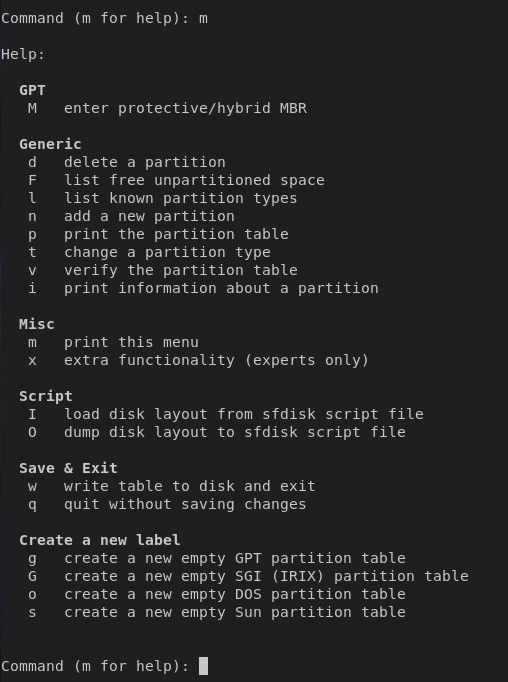 Command (m for help): m
Help:
GPT
M enter protective/hybrid MBR
Generic
d delete a partition
F list free unpartitioned space
l list known partition types
n add a new partition
p print the partition table
t change a partition type
v verify the partition table
i print information about a partition
Misc
m print this menu
x extra functionality (experts only)
Script
I load disk layout from sfdisk script file
O dump disk layout to sfdisk script file
Save & Exit
w write table to disk and exit
q quit without saving changes
Create a new label
g create a new empty GPT partition table
G create a new empty SGI (IRIX) partition table
o create a new empty DOS partition table
s create a new empty Sun partition table
Command (m for help):